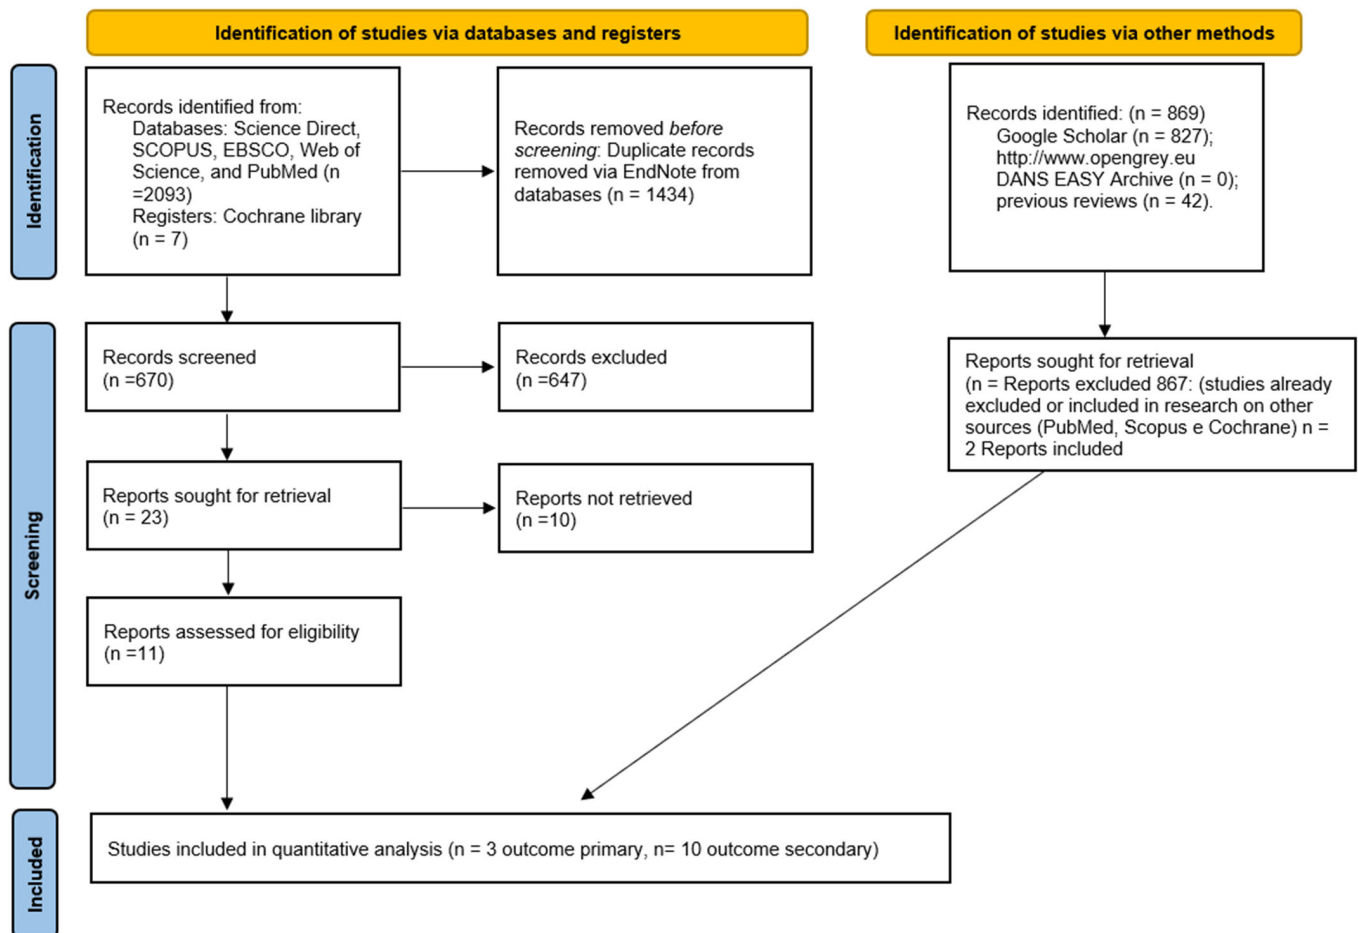 Identification of studies via databases and registers
Identification of studies via other methods
Identification
Records identified from:
Databases: Science Direct,
SCOPUS, EBSCO, Web of
Science, and PubMed (n
=2093)
Registers: Cochrane library
(n = 7)
Records removed before
screening: Duplicate records
removed via EndNote from
databases (n = 1434)
Records identified: (n = 869)
Google Scholar (n = 827);
http://www.opengrey.eu
DANS EASY Archive (n = 0);
previous reviews (n = 42).
Screening
Records screened
(n =670)
Records excluded
(n =647)
Reports sought for retrieval
(n = Reports excluded 867: (studies already
excluded or included in research on other
sources (PubMed, Scopus e Cochrane) n =
2 Reports included
Reports sought for retrieval
(n = 23)
Reports not retrieved
(n =10)
Reports assessed for eligibility
(n =11)
Included
Studies included in quantitative analysis (n = 3 outcome primary, n= 10 outcome secondary)